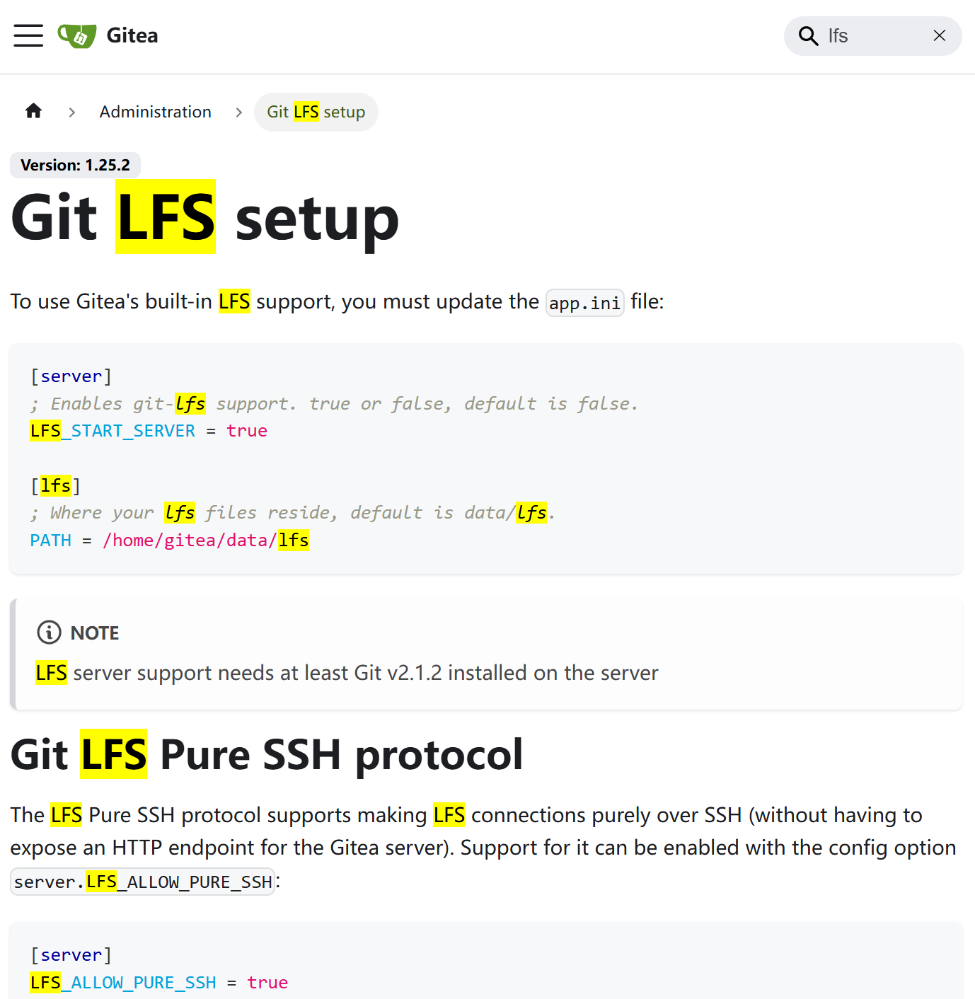 Gitea
lfs
Administration
Git LFS setup
Version: 1.25.2
Git LFS setup
To use Gitea's built-in LFS support, you must update the app.ini file:
[server]
; Enables git-lfs support. true or false, default is false.
LFS_START_SERVER = true
[lfs]
; Where your lfs files reside, default is data/lfs.
PATH = /home/gitea/data/lfs
NOTE
LFS server support needs at least Git v2.1.2 installed on the server
Git LFS Pure SSH protocol
The LFS Pure SSH protocol supports making LFS connections purely over SSH (without having to
expose an HTTP endpoint for the Gitea server). Support for it can be enabled with the config option
server.LFS_ALLOW_PURE_SSH:
[server]
LFS_ALLOW_PURE_SSH = true